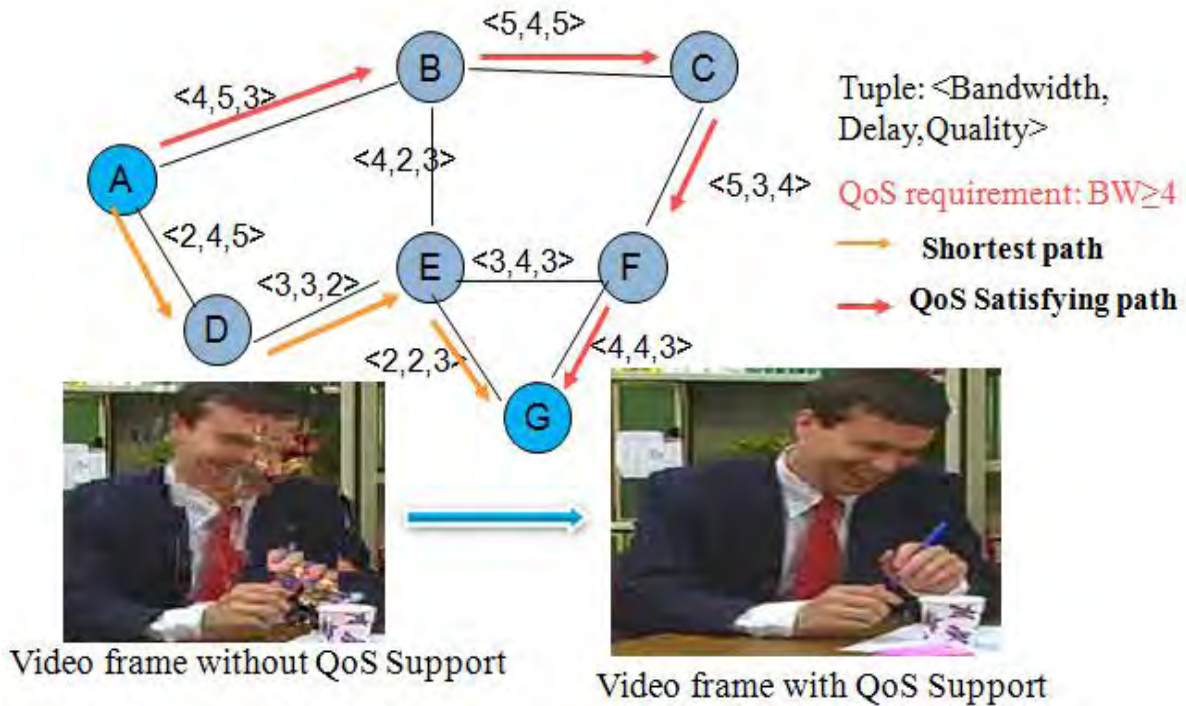 <5,4,5>
B
C
<4,5,3>
Tuple: <Bandwidth,
Delay,Quality>
A
<4,2,3>
<5,3,4>
QoS requirement: BW≥4
<2,4,5>
Shortest path
E
<3,4,3>
F
<3,3,2>
QoS Satisfying path
D
<2,2,3>
<4,4,3>
G
Video frame without QoS Support
Video frame with QoS Support